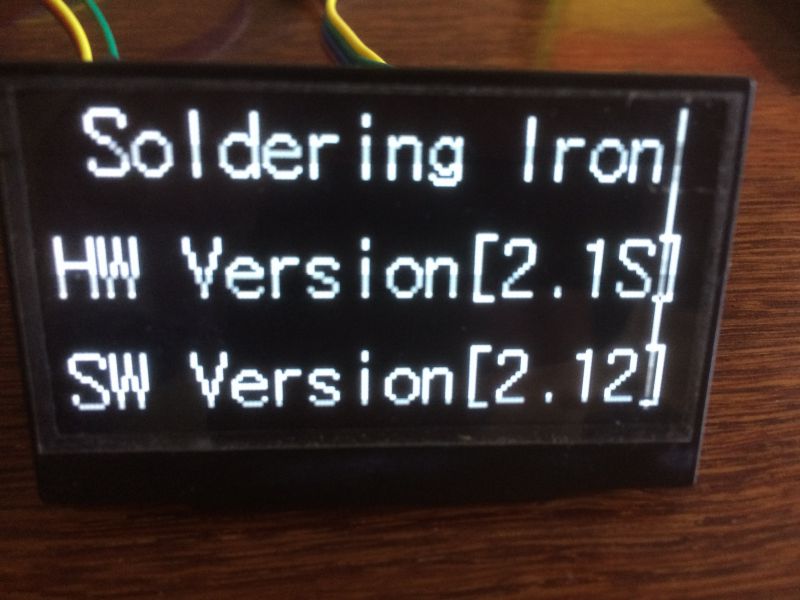 Soldering Iron
HW Version[2.1S]
SW Version[2.12]